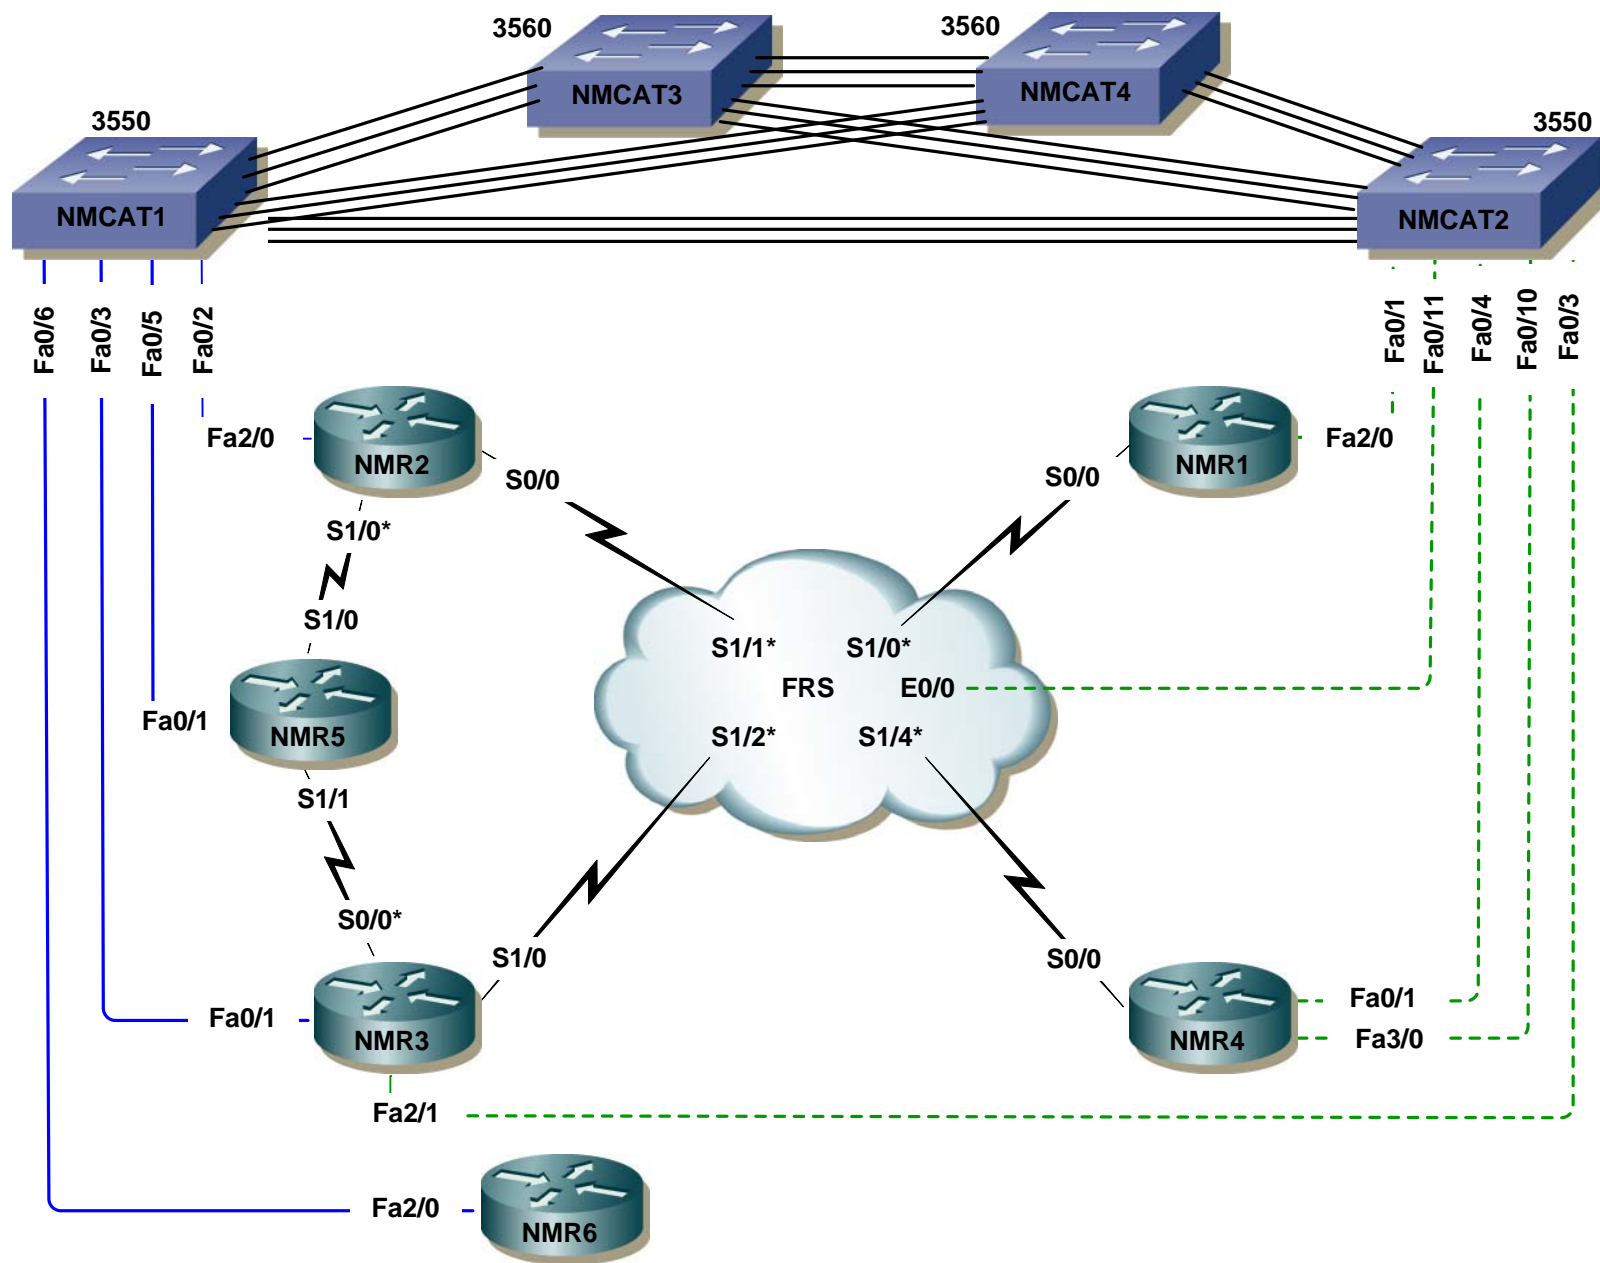 3560
3560
NMCAT3
NMCAT4
3550
3550
NMCAT1
NMCAT2
Fa0/6
Fa0/3
Fa0/5
Fa0/2
Fa0/1
Fa0/11
Fa0/4
Fa0/10
Fa0/3
Fa2/0
NMR2
NMR1
Fa2/0
S0/0
S0/0
S1/0*
S1/0
S1/1*
S1/0*
FRS
E0/0
Fa0/1
NMR5
S1/2*
S1/4*
S1/1
S0/0*
S1/0
S0/0
Fa0/1
NMR3
NMR4
Fa0/1
Fa3/0
Fa2/1
Fa2/0
NMR6